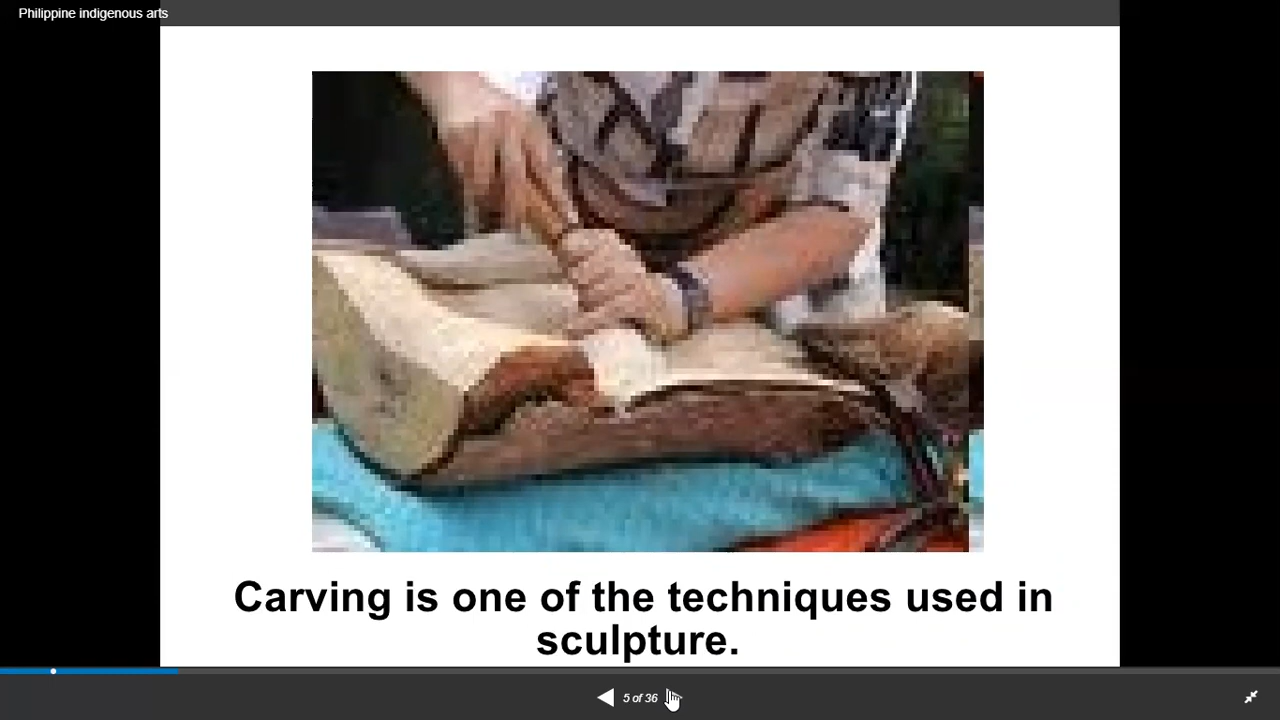 Philippine indigenous arts
Carving is one of the techniques used in
sculpture.
5 of 36